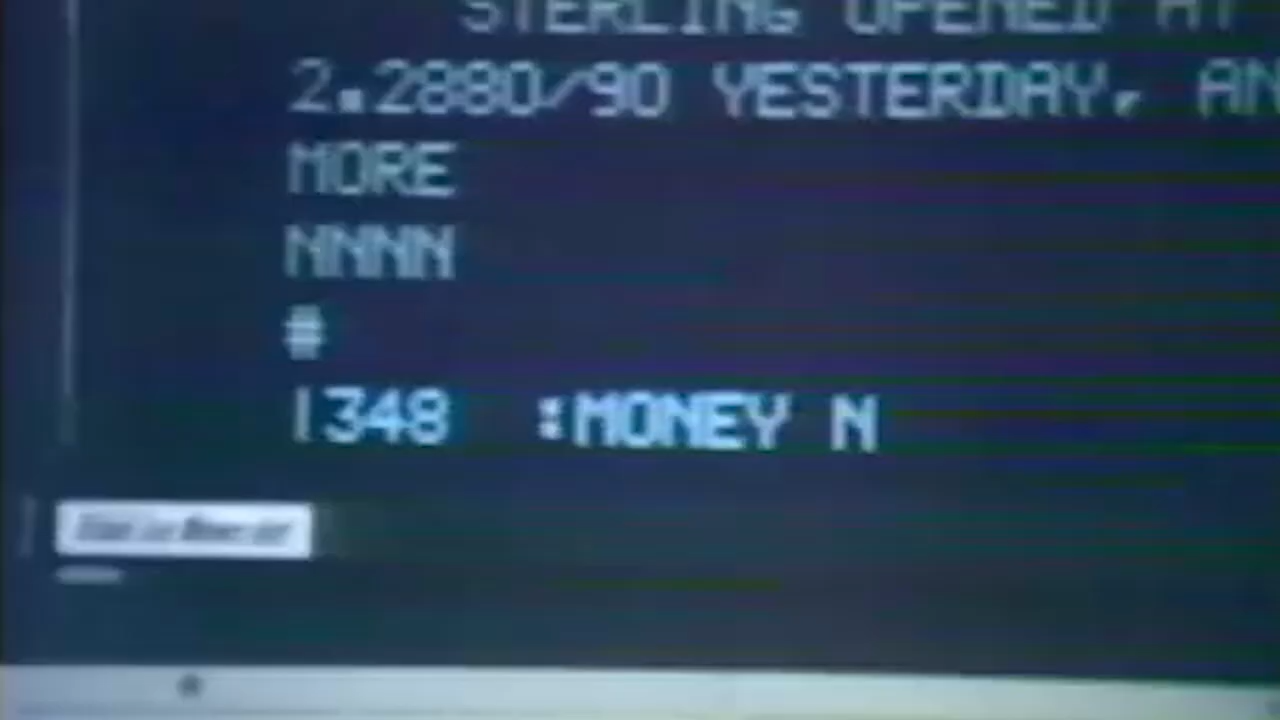 STERLING OPENED AT
2.2880/90 YESTERDAY, AN
MORE
NNNN
#
1348 :MONEY N